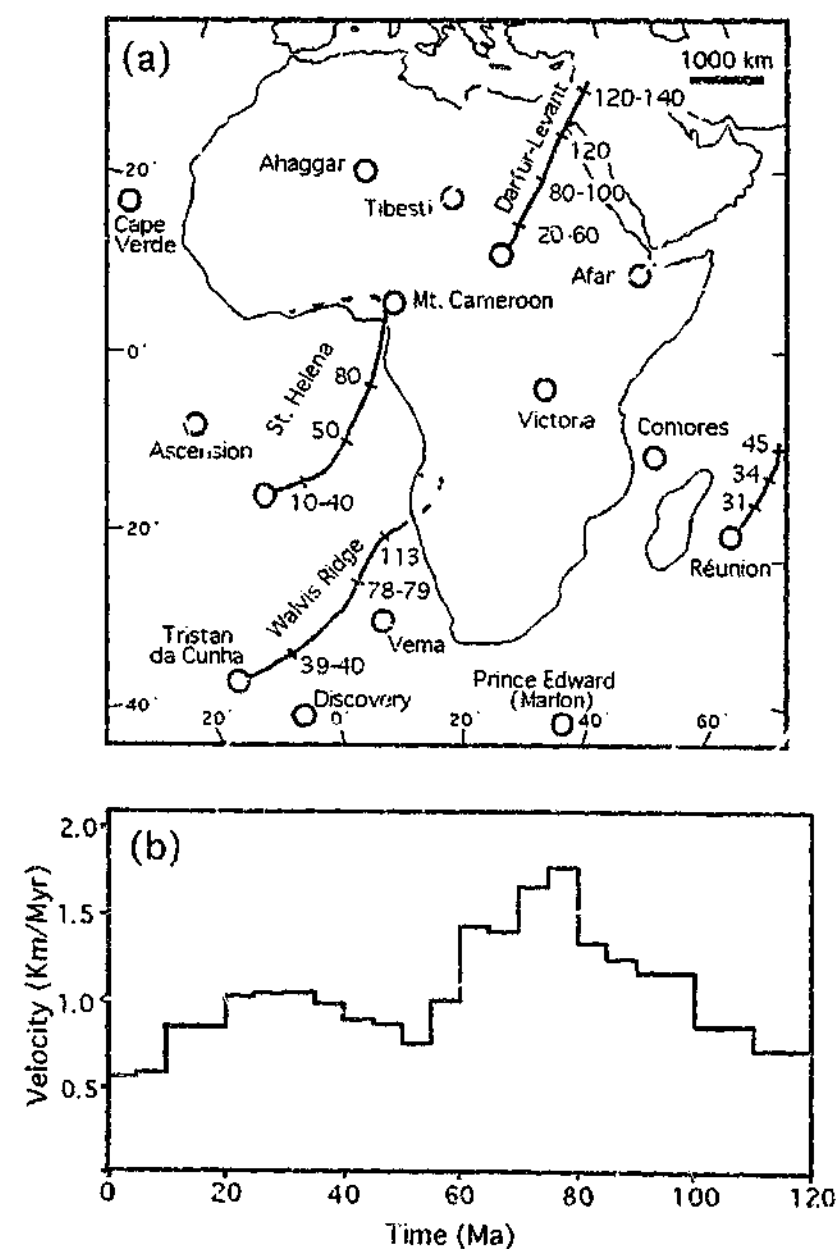 (a)
1000 km
120-140
Darfur-Levant
120
Ahaggar
20°
80-100
Tibesti
Cape
Verde
20-60
Afar
Mt. Cameroon
0°
St. Helena
80
Victoria
Comores
50
Ascension
45
34
10-40
31
20°
Réunion
Walvis Ridge
113
78-79
Vema
Tristan
da Cunha
39-40
Prince Edward
(Marion)
Discovery
40°
20°
0°
20°
40°
60°
(b)
2.0
1.5
1.0
0.5
Velocity (Km/Myr)
0
20
40
60
80
100
120
Time (Ma)